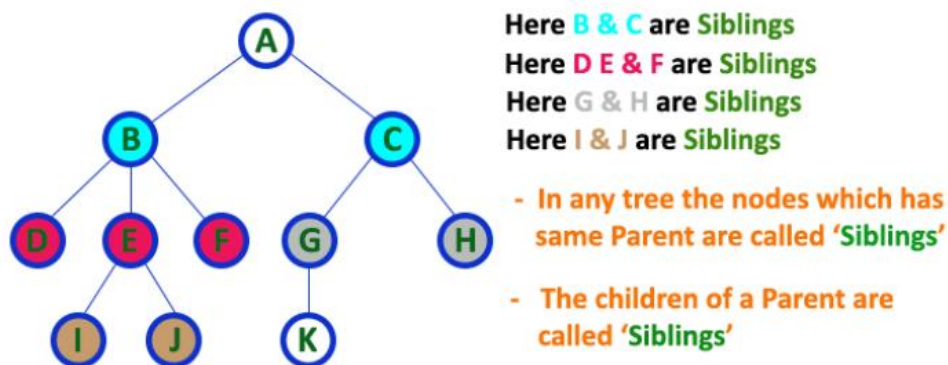 A
B
C
D
E
F
G
H
I
J
K
Here B & C are Siblings
Here D E & F are Siblings
Here G & H are Siblings
Here I & J are Siblings
- In any tree the nodes which has
same Parent are called ‘Siblings’
- The children of a Parent are
called ‘Siblings’